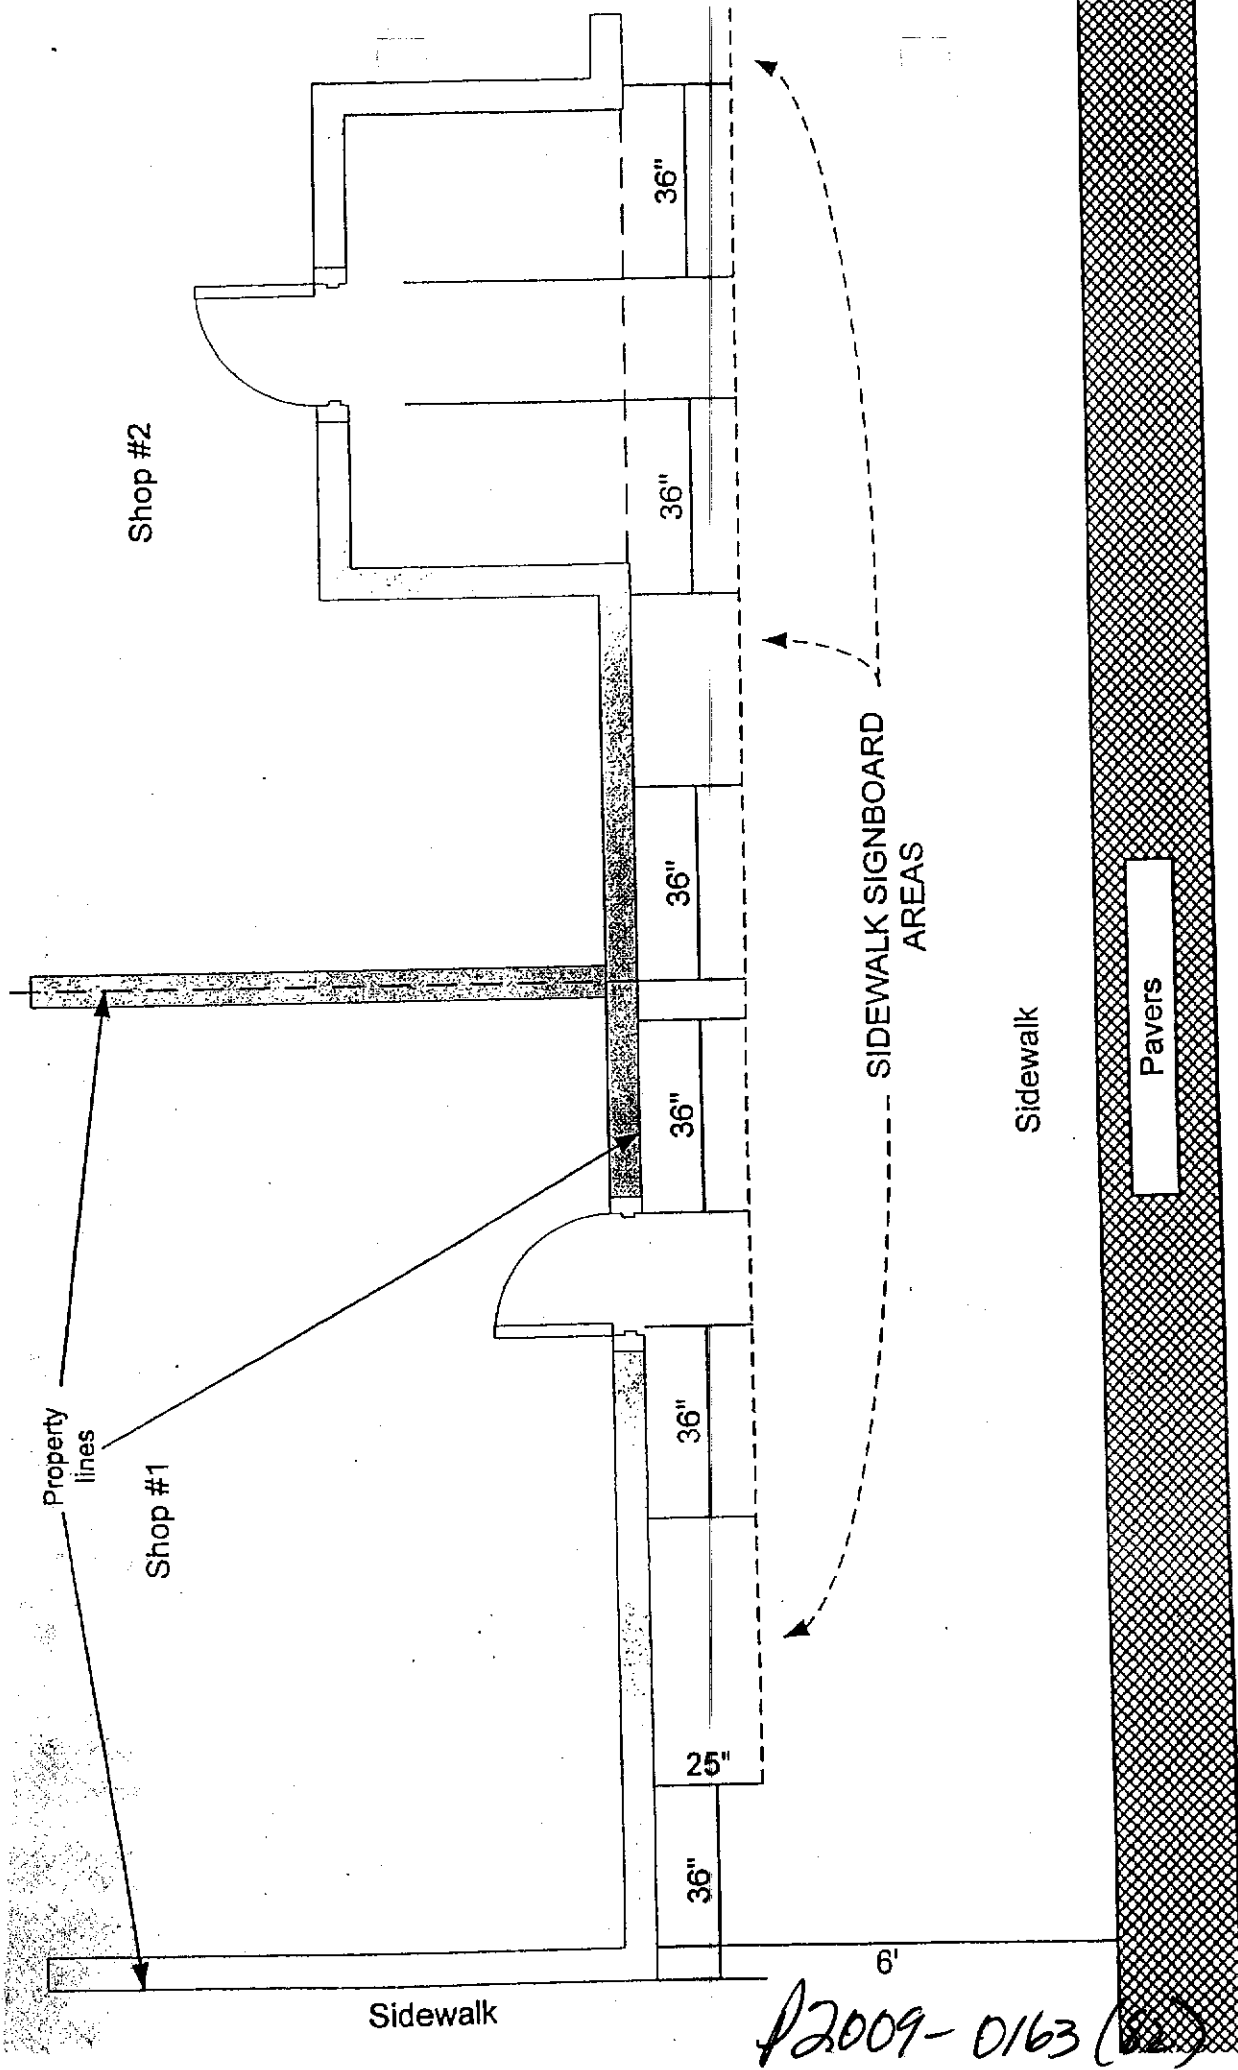 Property
lines
Shop #1
Shop #2
36"
36"
36"
36"
36"
25"
36"
SIDEWALK SIGNBOARD
AREAS
Sidewalk
Pavers
6'
Sidewalk
P2009-0163